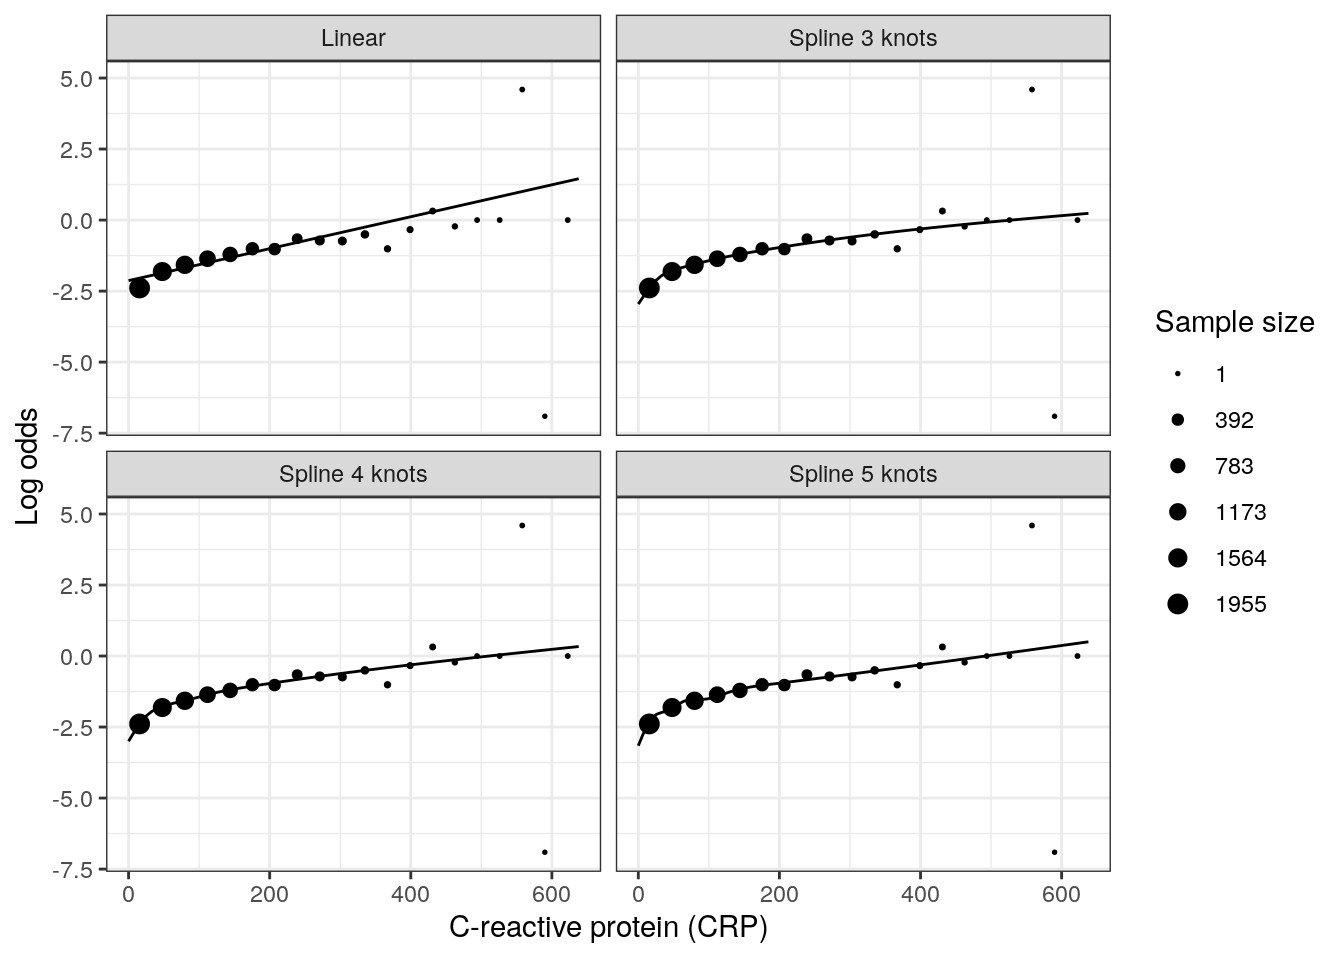 Linear
Spline 3 knots
5.0
2.5
0.0
-2.5
-5.0
-7.5
Spline 4 knots
Spline 5 knots
5.0
2.5
0.0
-2.5
-5.0
-7.5
0 200 400 600
0 200 400 600
C-reactive protein (CRP)
Log odds
Sample size
1
392
783
1173
1564
1955